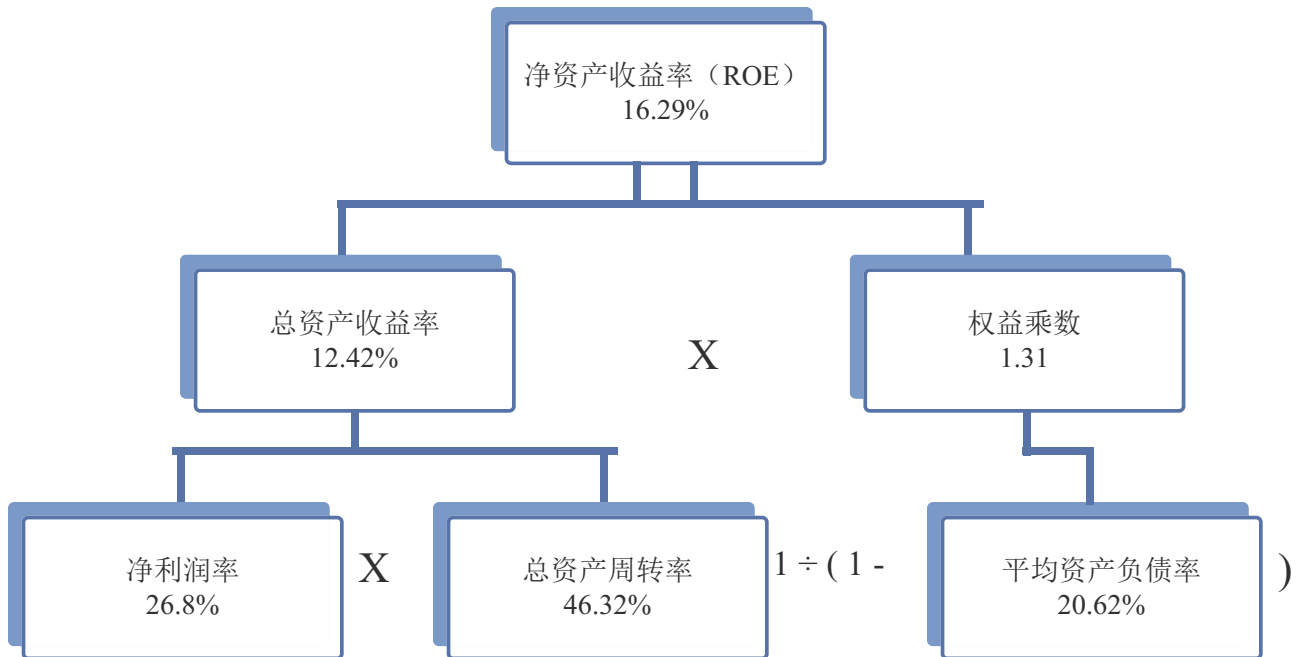 净资产收益率（ROE）
16.29%
总资产收益率
12.42%
X
权益乘数
1.31
净利润率
26.8%
X
总资产周转率
46.32%
1 ÷ ( 1 -
平均资产负债率
20.62%
)